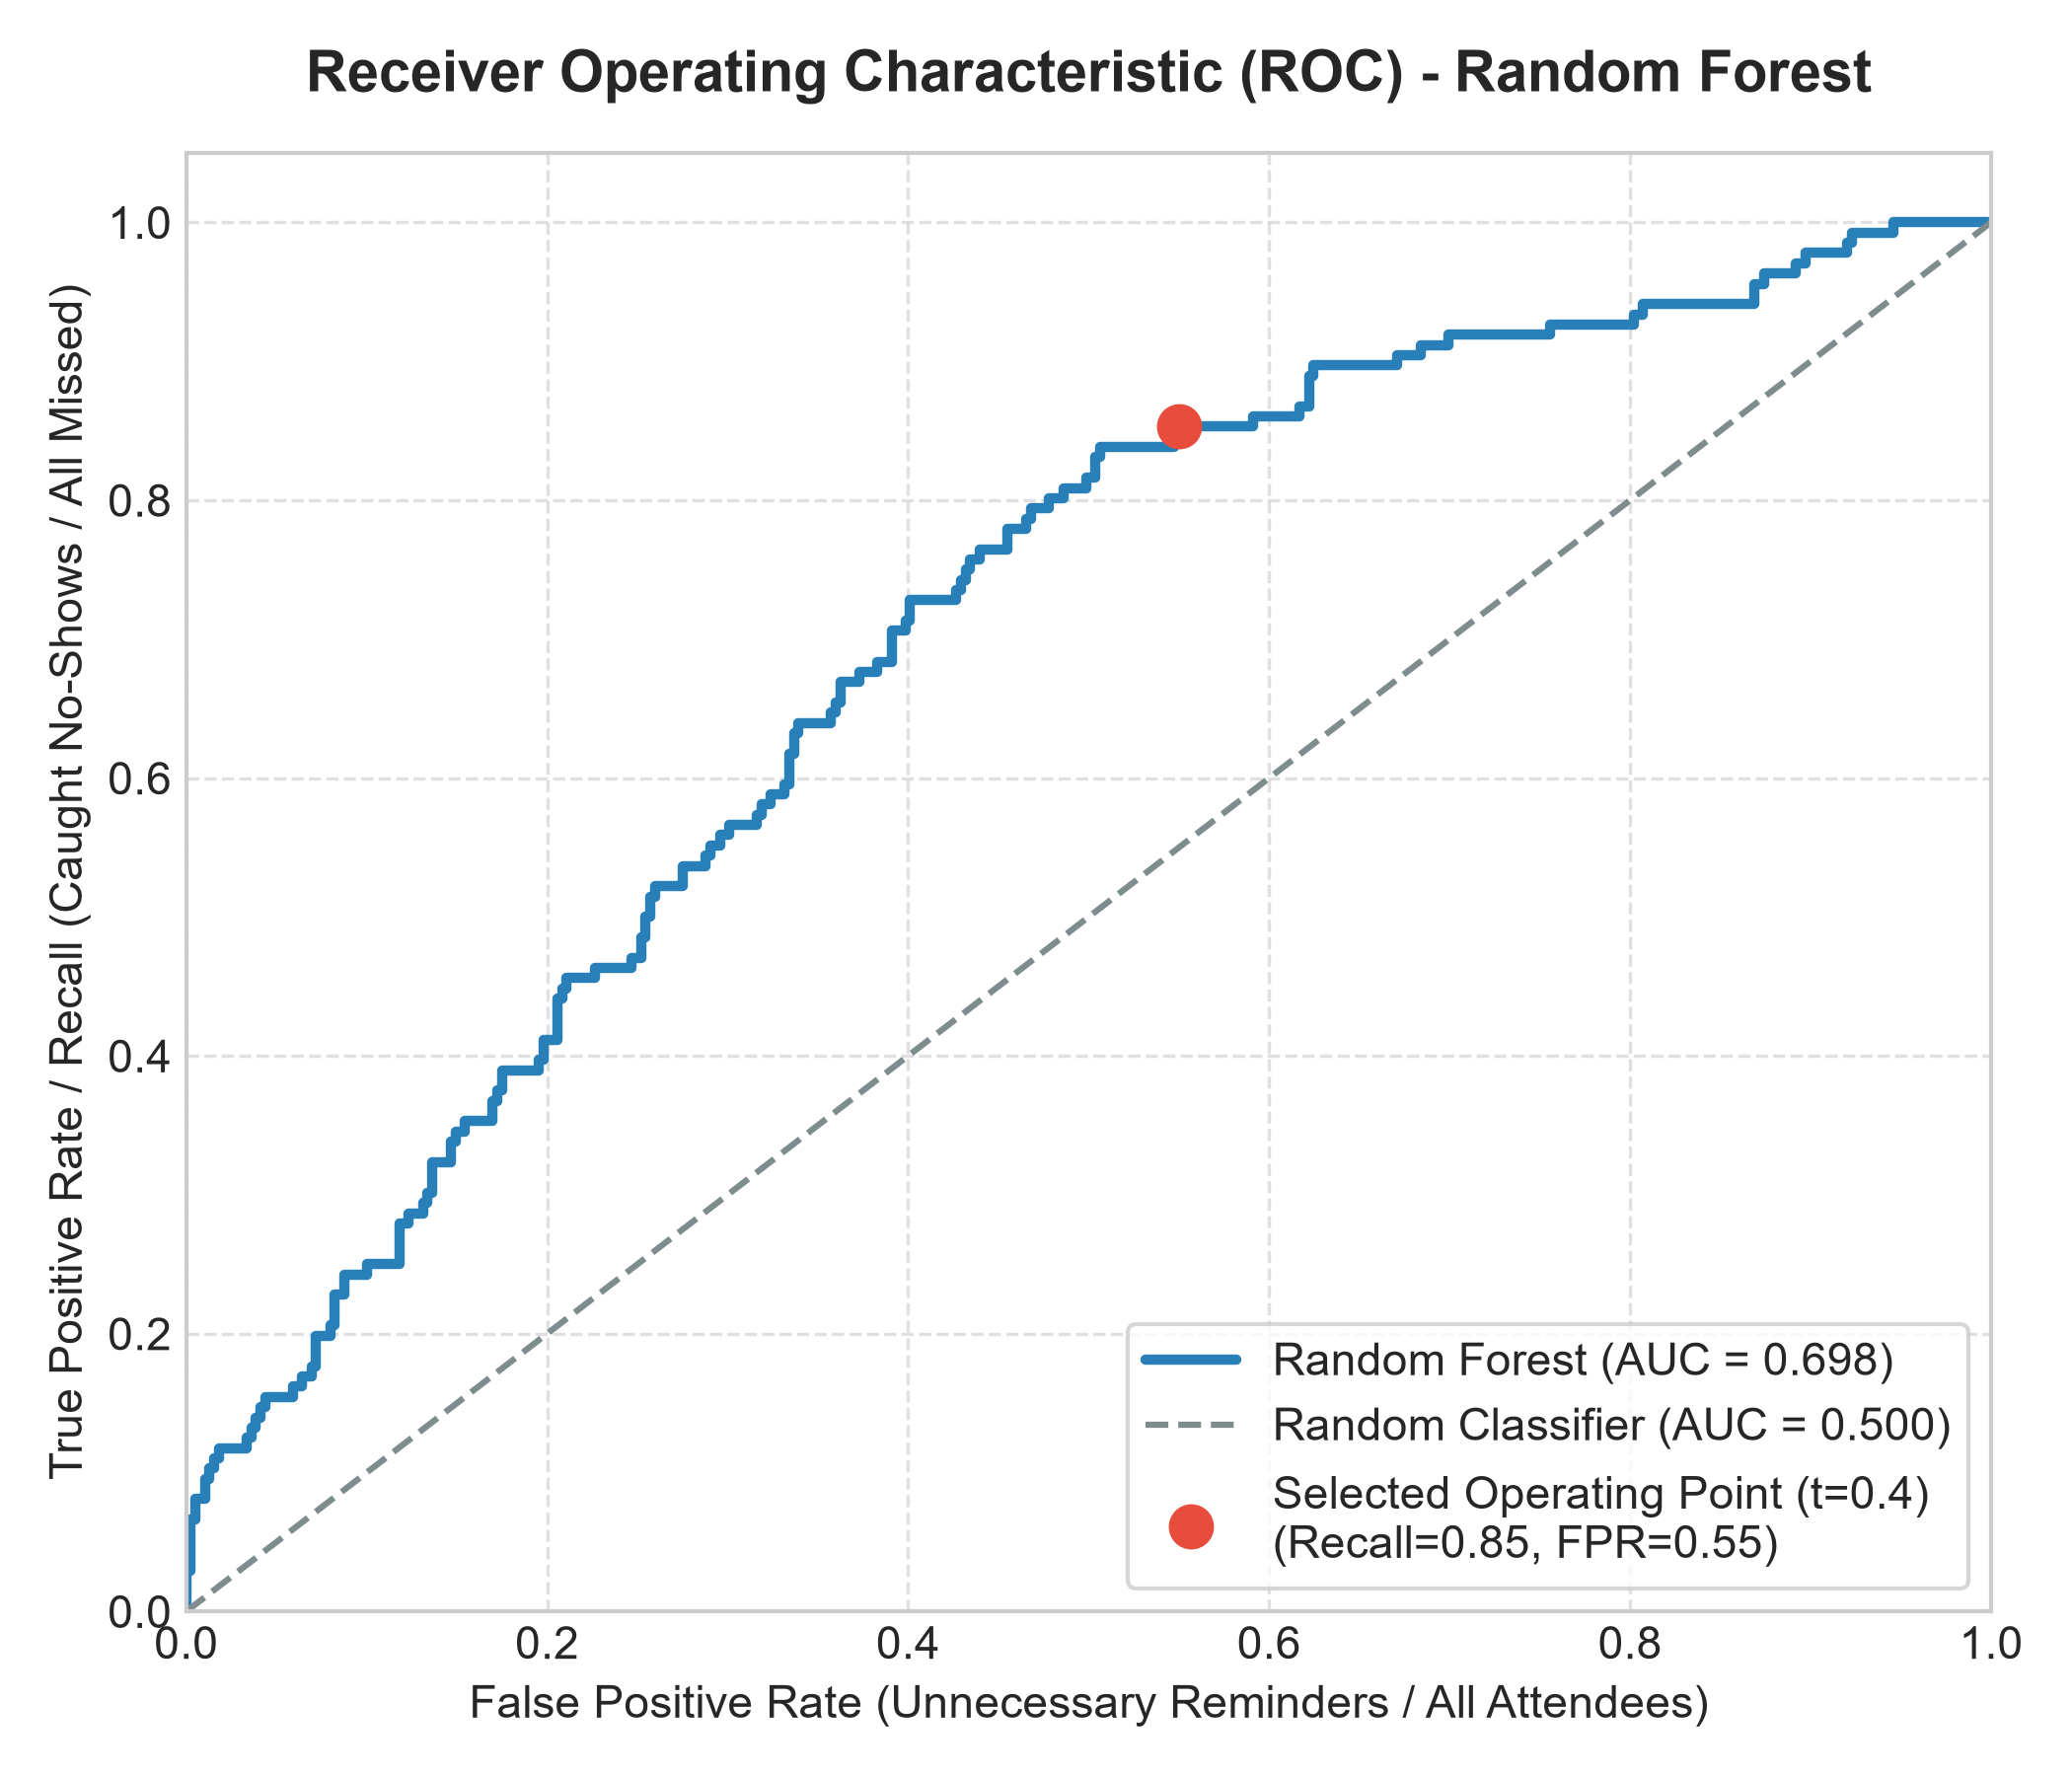 Receiver Operating Characteristic (ROC) - Random Forest
True Positive Rate / Recall (Caught No-Shows / All Missed)
1.0
0.8
0.6
0.4
0.2
0.0
0.0 0.2 0.4 0.6 0.8 1.0
False Positive Rate (Unnecessary Reminders / All Attendees)
Random Forest (AUC = 0.698)
Random Classifier (AUC = 0.500)
Selected Operating Point (t=0.4)
(Recall=0.85, FPR=0.55)